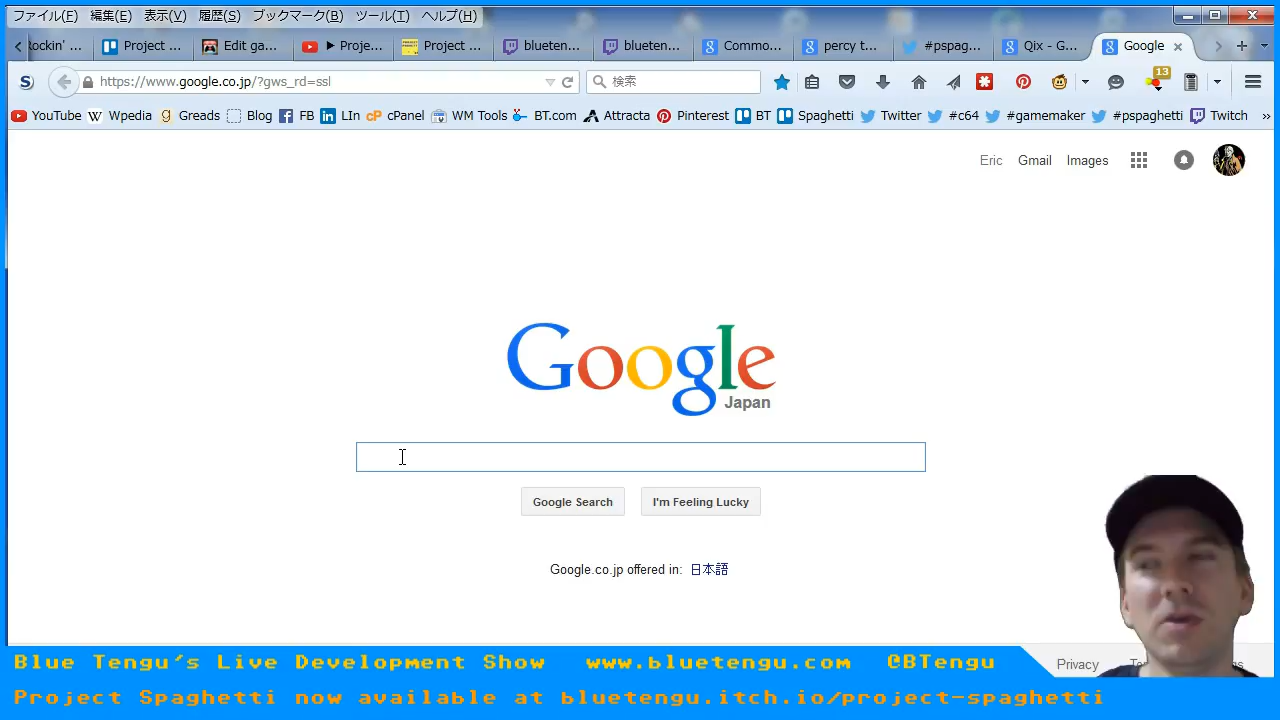 ファイル(F) 編集(E) 表示(V) 履歴(S) ブックマーク(B) ツール(T) ヘルプ(H)
Rockin' ... Project ... Edit ga... ▶ Proje... Project ... blueten... blueten... Commo... percy t... #pspag... Qix - G... Google
https://www.google.co.jp/?gws_rd=ssl 検索 13
YouTube Wpedia Greads Blog FB LIn cPanel WM Tools BT.com Attracta Pinterest BT Spaghetti Twitter #c64 #gamemaker #pspaghetti Twitch »
Eric Gmail Images
Google
Japan
Google Search I'm Feeling Lucky
Google.co.jp offered in: 日本語
Privacy
Blue Tengu's Live Development Show www.bluetengu.com @BTengu
Project Spaghetti now available at bluetengu.itch.io/project-spaghetti